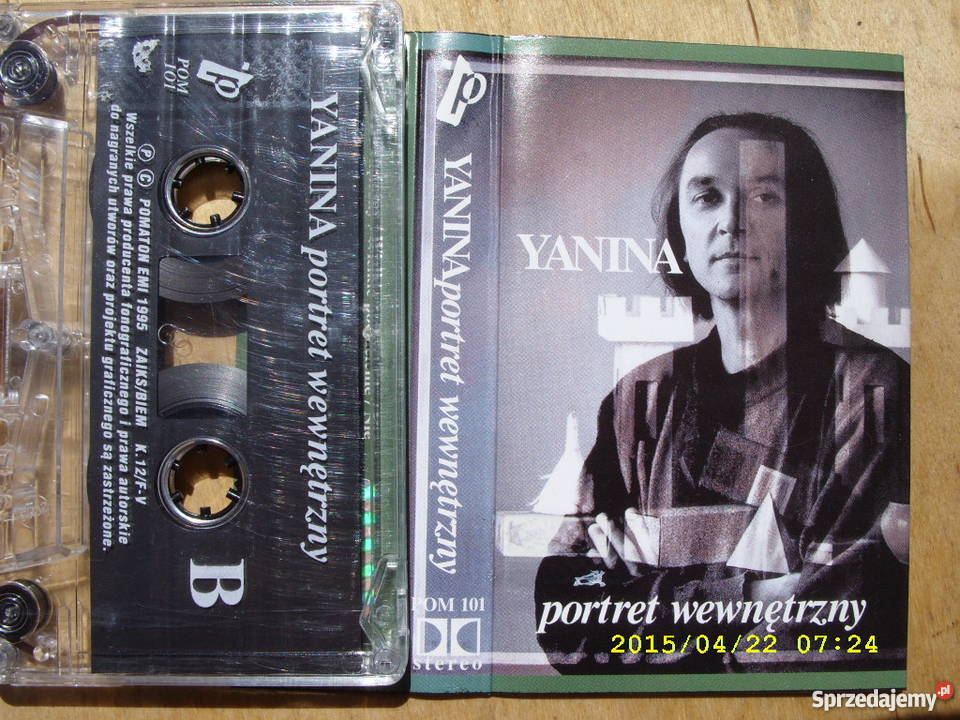 POM
101
YANINA portret wewnętrzny
Ⓟ Ⓒ POMATON EMI 1995 ZAIKS/BIEM K.12/F-y
Wszelkie prawa producenta fonograficznego i prawa autorskie
do nagranych utworów oraz projektu graficznego są zastrzeżone.
B
YANINA portret wewnętrzny
POM 101
stereo
YANINA
portret wewnętrzny
2015/04/22 07:24
Sprzedajemy.pl